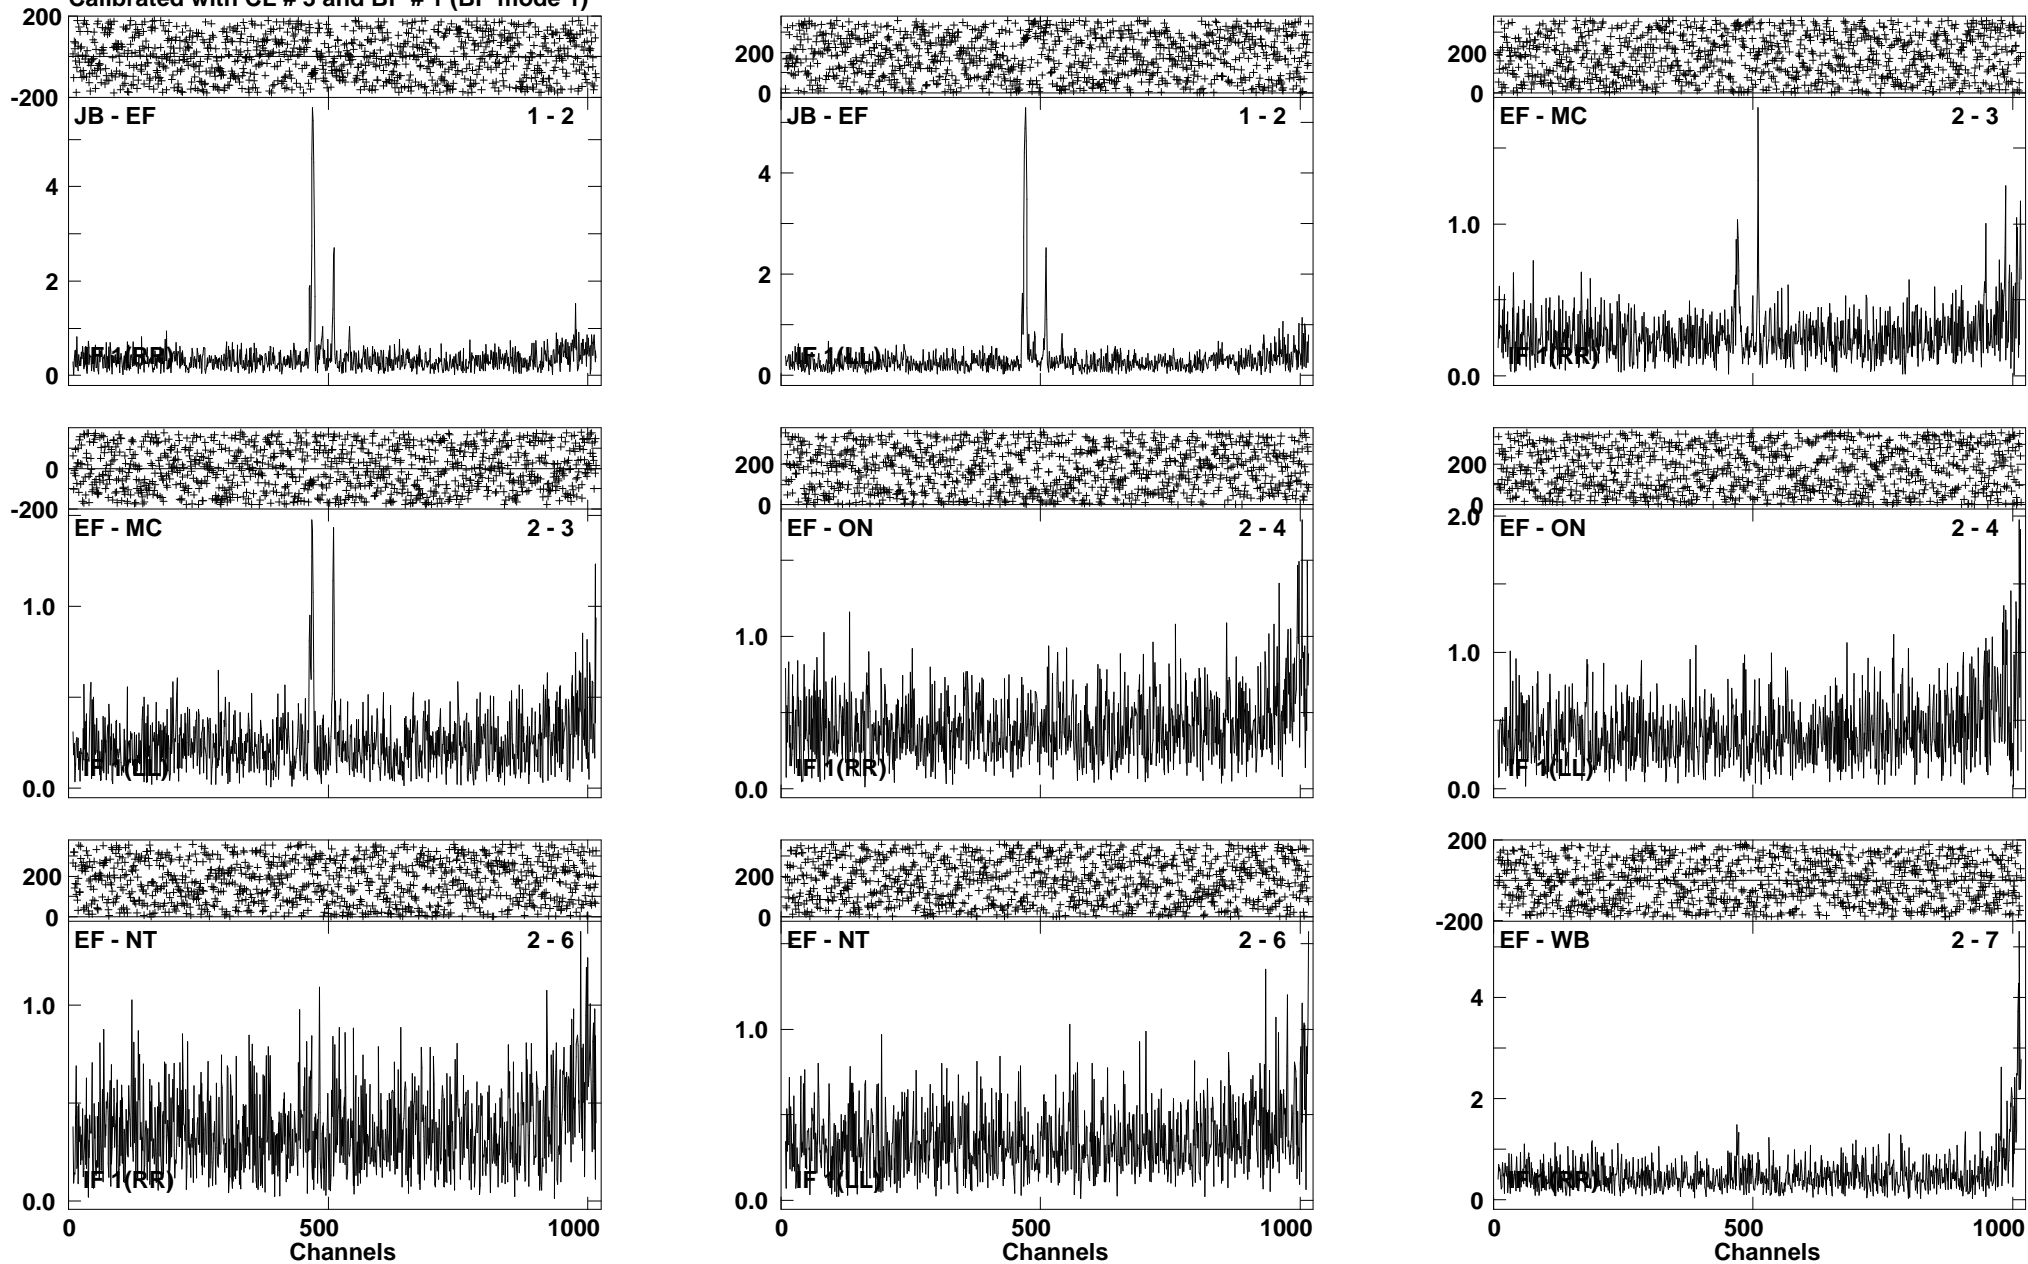 Calibrated with CL # 3 and BP # 1 (BP mode 1)
200
-200
JB - EF 1 - 2
4
2
0
IF 1(RR)
200
0
JB - EF 1 - 2
4
2
0
IF 1(LL)
200
0
EF - MC 2 - 3
1.0
0.0
IF 1(RR)
0
-200
EF - MC 2 - 3
1.0
0.0
IF 1(LL)
200
0
EF - ON 2 - 4
1.0
0.0
IF 1(RR)
200
0
2.0
EF - ON 2 - 4
1.0
0.0
IF 1(LL)
200
0
EF - NT 2 - 6
1.0
0.0
IF 1(RR)
0 500 1000
Channels
200
0
EF - NT 2 - 6
1.0
0.0
IF 1(LL)
0 500 1000
Channels
200
-200
EF - WB 2 - 7
4
2
0
IF 1(RR)
0 500 1000
Channels